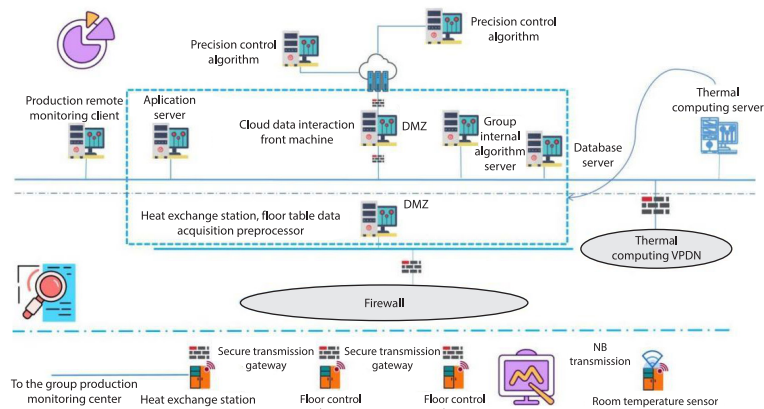 Precision control
algorithm
Precision control
algorithm
Production remote
monitoring client
Aplication
server
Cloud data interaction
front machine
DMZ
Group
internal
algorithm
server
Database
server
Thermal
computing server
Heat exchange station, floor table data
acquisition preprocessor
DMZ
Thermal
computing VPDN
Firewall
Secure transmission
gateway
Secure transmission
gateway
NB
transmission
To the group production
monitoring center
Heat exchange station
Floor control
Floor control
Room temperature sensor